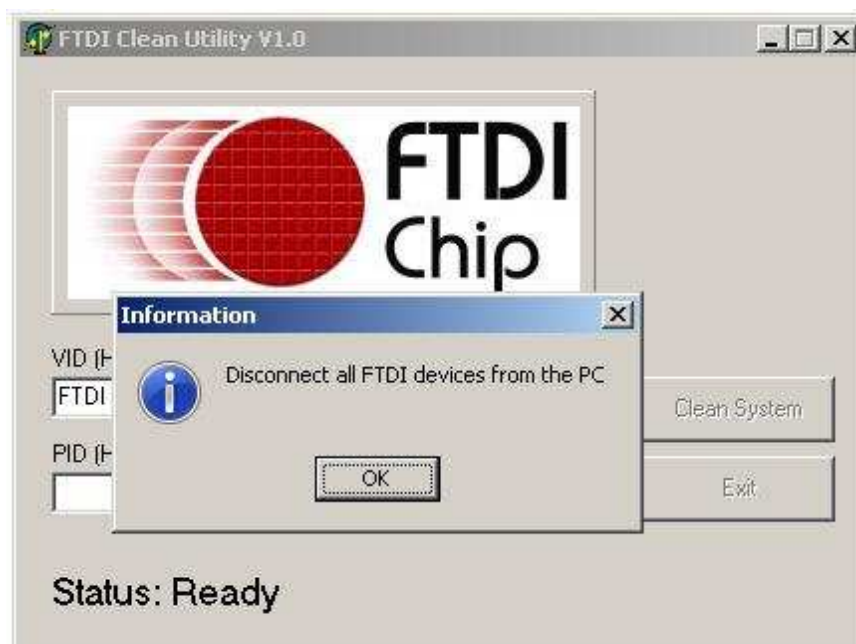 FTDI Clean Utility V1.0
FTDI
Chip
Information
Disconnect all FTDI devices from the PC
OK
VID (H
FTDI
Clean System
PID (H
Exit
Status: Ready